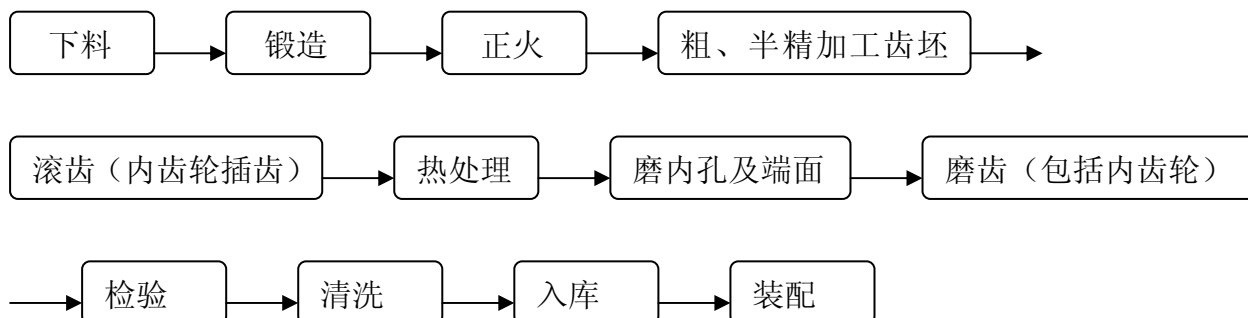 下料 锻造 正火 粗、半精加工齿坯
滚齿（内齿轮插齿） 热处理 磨内孔及端面 磨齿（包括内齿轮）
检验 清洗 入库 装配